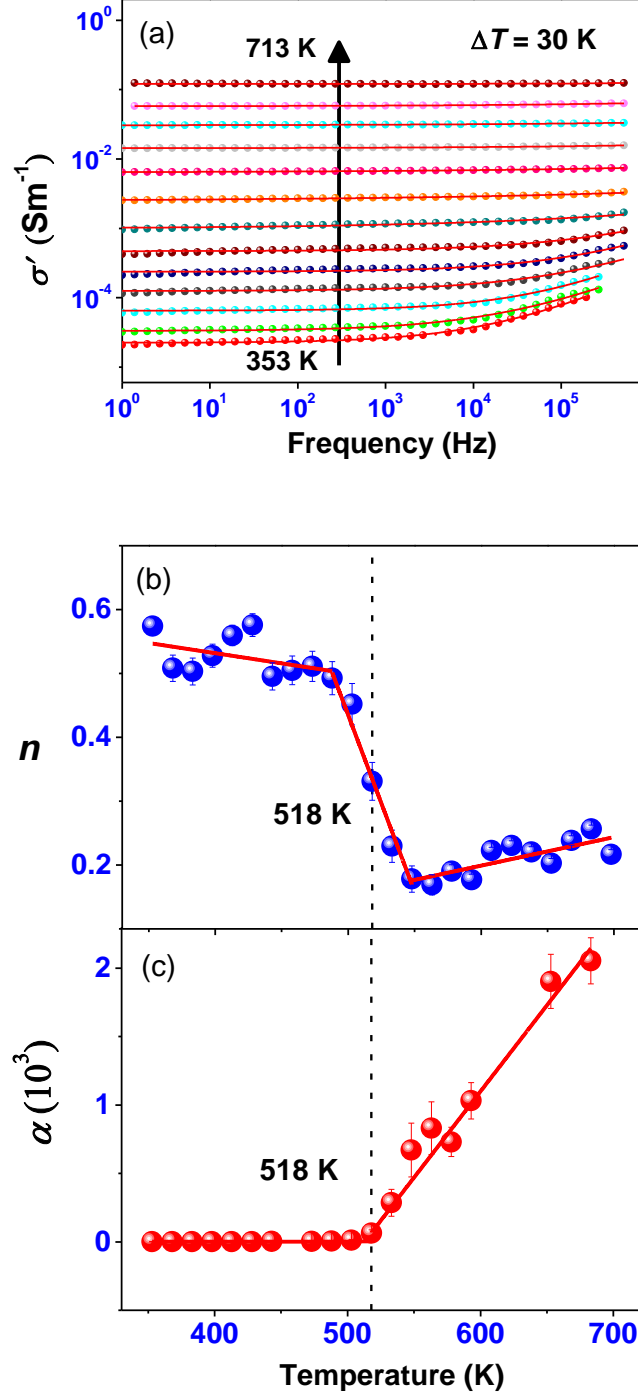 (a)
713 K
ΔT = 30 K
10⁰
10⁻²
10⁻⁴
σ′ (Sm⁻¹)
353 K
10⁰ 10¹ 10² 10³ 10⁴ 10⁵
Frequency (Hz)
(b)
0.6
0.4
0.2
n
518 K
(c)
2
1
0
α (10³)
518 K
400 500 600 700
Temperature (K)